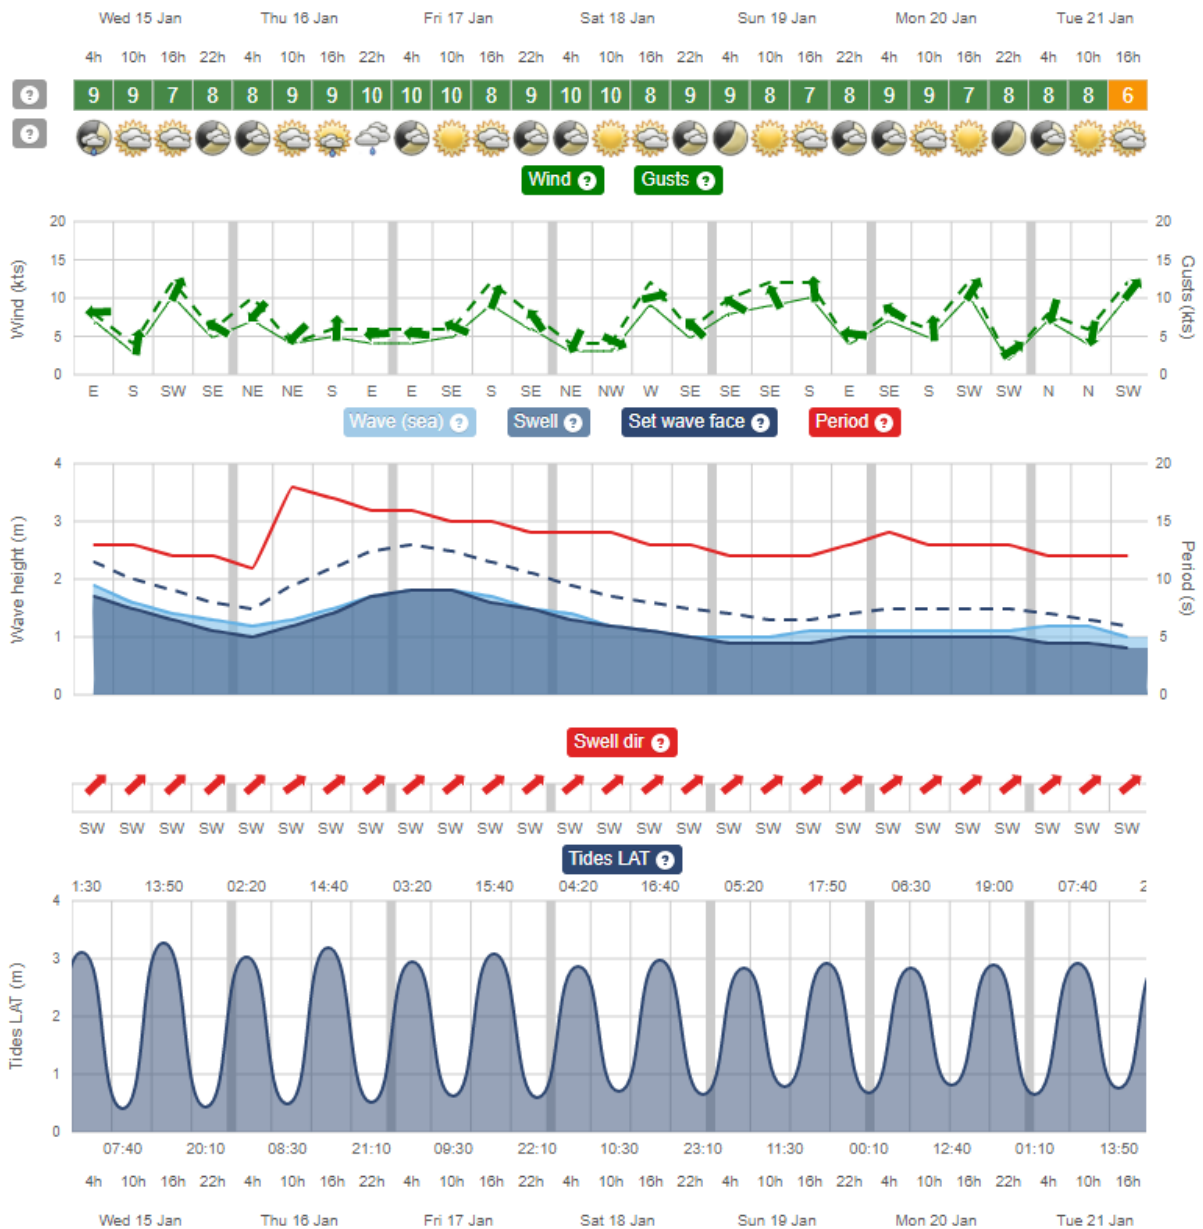 Wed 15 Jan Thu 16 Jan Fri 17 Jan Sat 18 Jan Sun 19 Jan Mon 20 Jan Tue 21 Jan
4h 10h 16h 22h 4h 10h 16h 22h 4h 10h 16h 22h 4h 10h 16h 22h 4h 10h 16h 22h 4h 10h 16h 22h 4h 10h 16h
? 9 9 7 8 8 9 9 10 10 10 8 9 10 10 8 9 9 8 7 8 9 9 7 8 8 8 6
?
Wind ? Gusts ?
Wind (kts)
20 20
15 15
10 10
5 5
0 0
Gusts (kts)
E S SW SE NE NE S E E SE S SE NE NW W SE SE SE S E SE S SW SW N N SW
Wave (sea) ? Swell ? Set wave face ? Period ?
Wave height (m)
4 20
3 15
2 10
1 5
0 0
Period (s)
Swell dir ?
SW SW SW SW SW SW SW SW SW SW SW SW SW SW SW SW SW SW SW SW SW SW SW SW SW SW SW
Tides LAT ?
1:30 13:50 02:20 14:40 03:20 15:40 04:20 16:40 05:20 17:50 06:30 19:00 07:40 2
Tides LAT (m)
4
3
2
1
0
07:40 20:10 08:30 21:10 09:30 22:10 10:30 23:10 11:30 00:10 12:40 01:10 13:50
4h 10h 16h 22h 4h 10h 16h 22h 4h 10h 16h 22h 4h 10h 16h 22h 4h 10h 16h 22h 4h 10h 16h 22h 4h 10h 16h
Wed 15 Jan Thu 16 Jan Fri 17 Jan Sat 18 Jan Sun 19 Jan Mon 20 Jan Tue 21 Jan